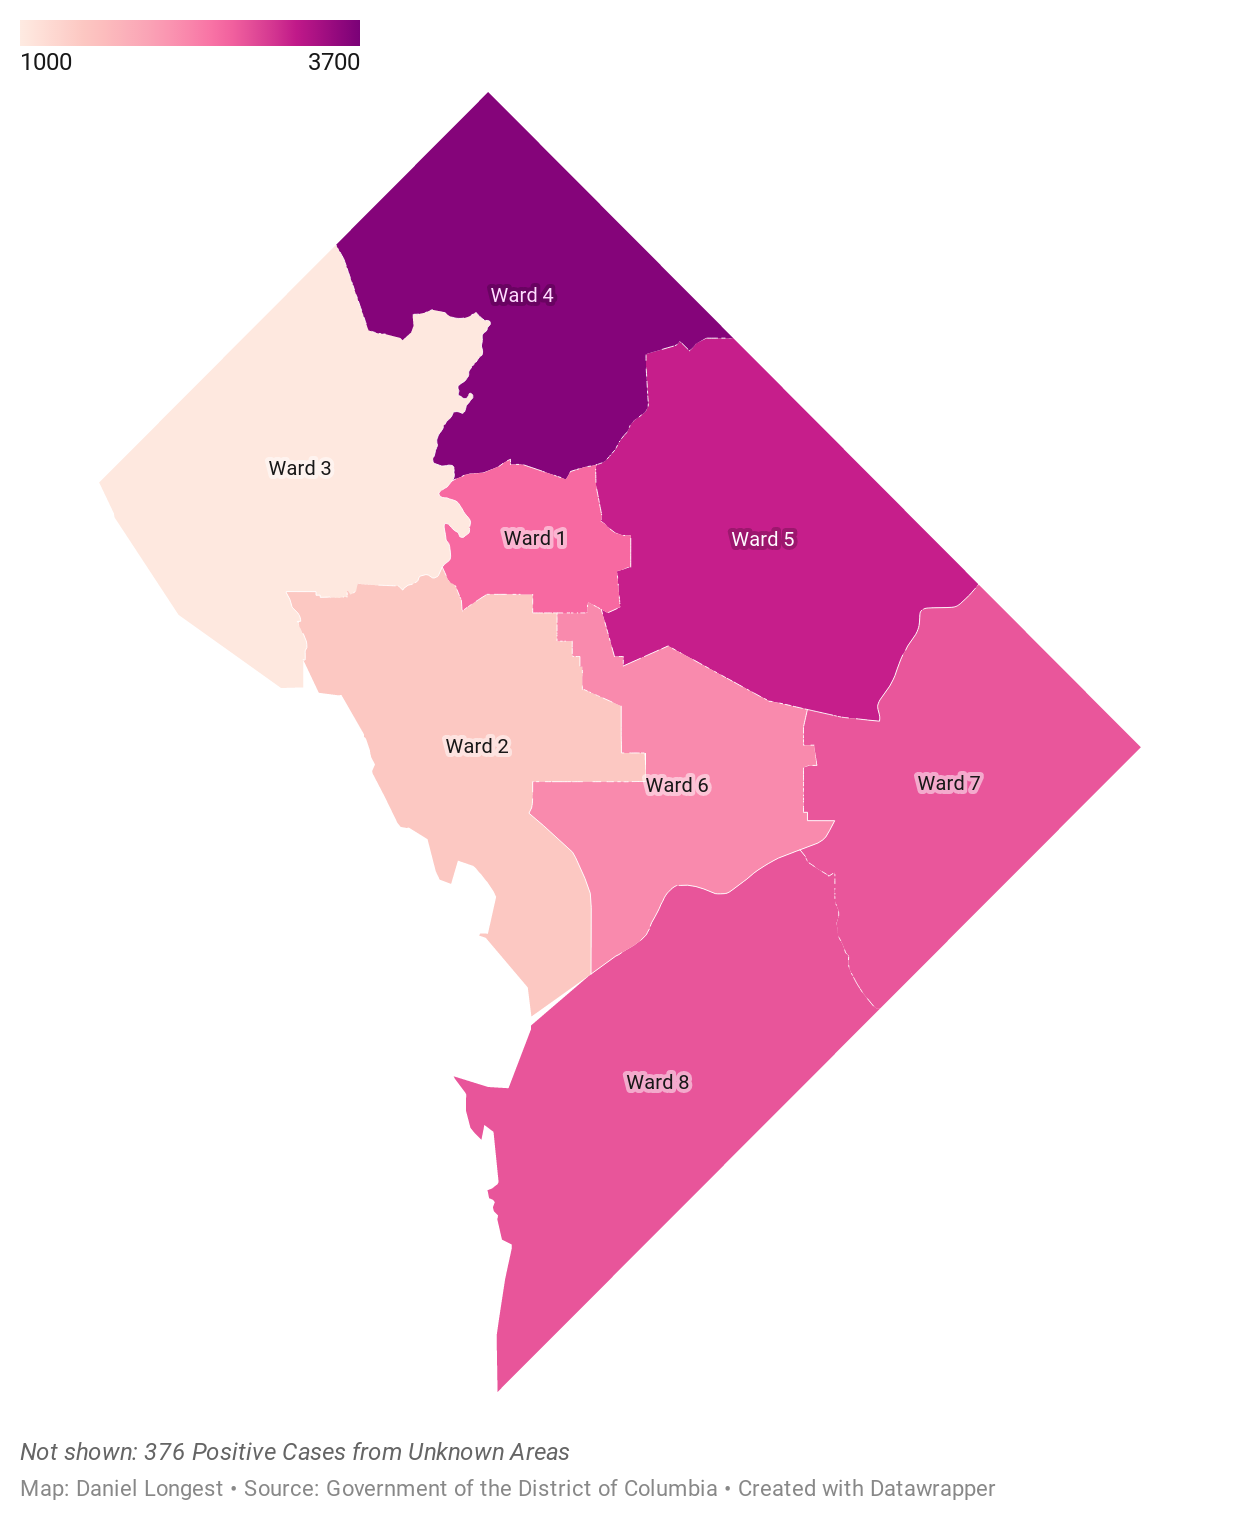 1000 3700
Ward 4
Ward 3
Ward 1
Ward 5
Ward 2
Ward 6
Ward 7
Ward 8
Not shown: 376 Positive Cases from Unknown Areas
Map: Daniel Longest • Source: Government of the District of Columbia • Created with Datawrapper